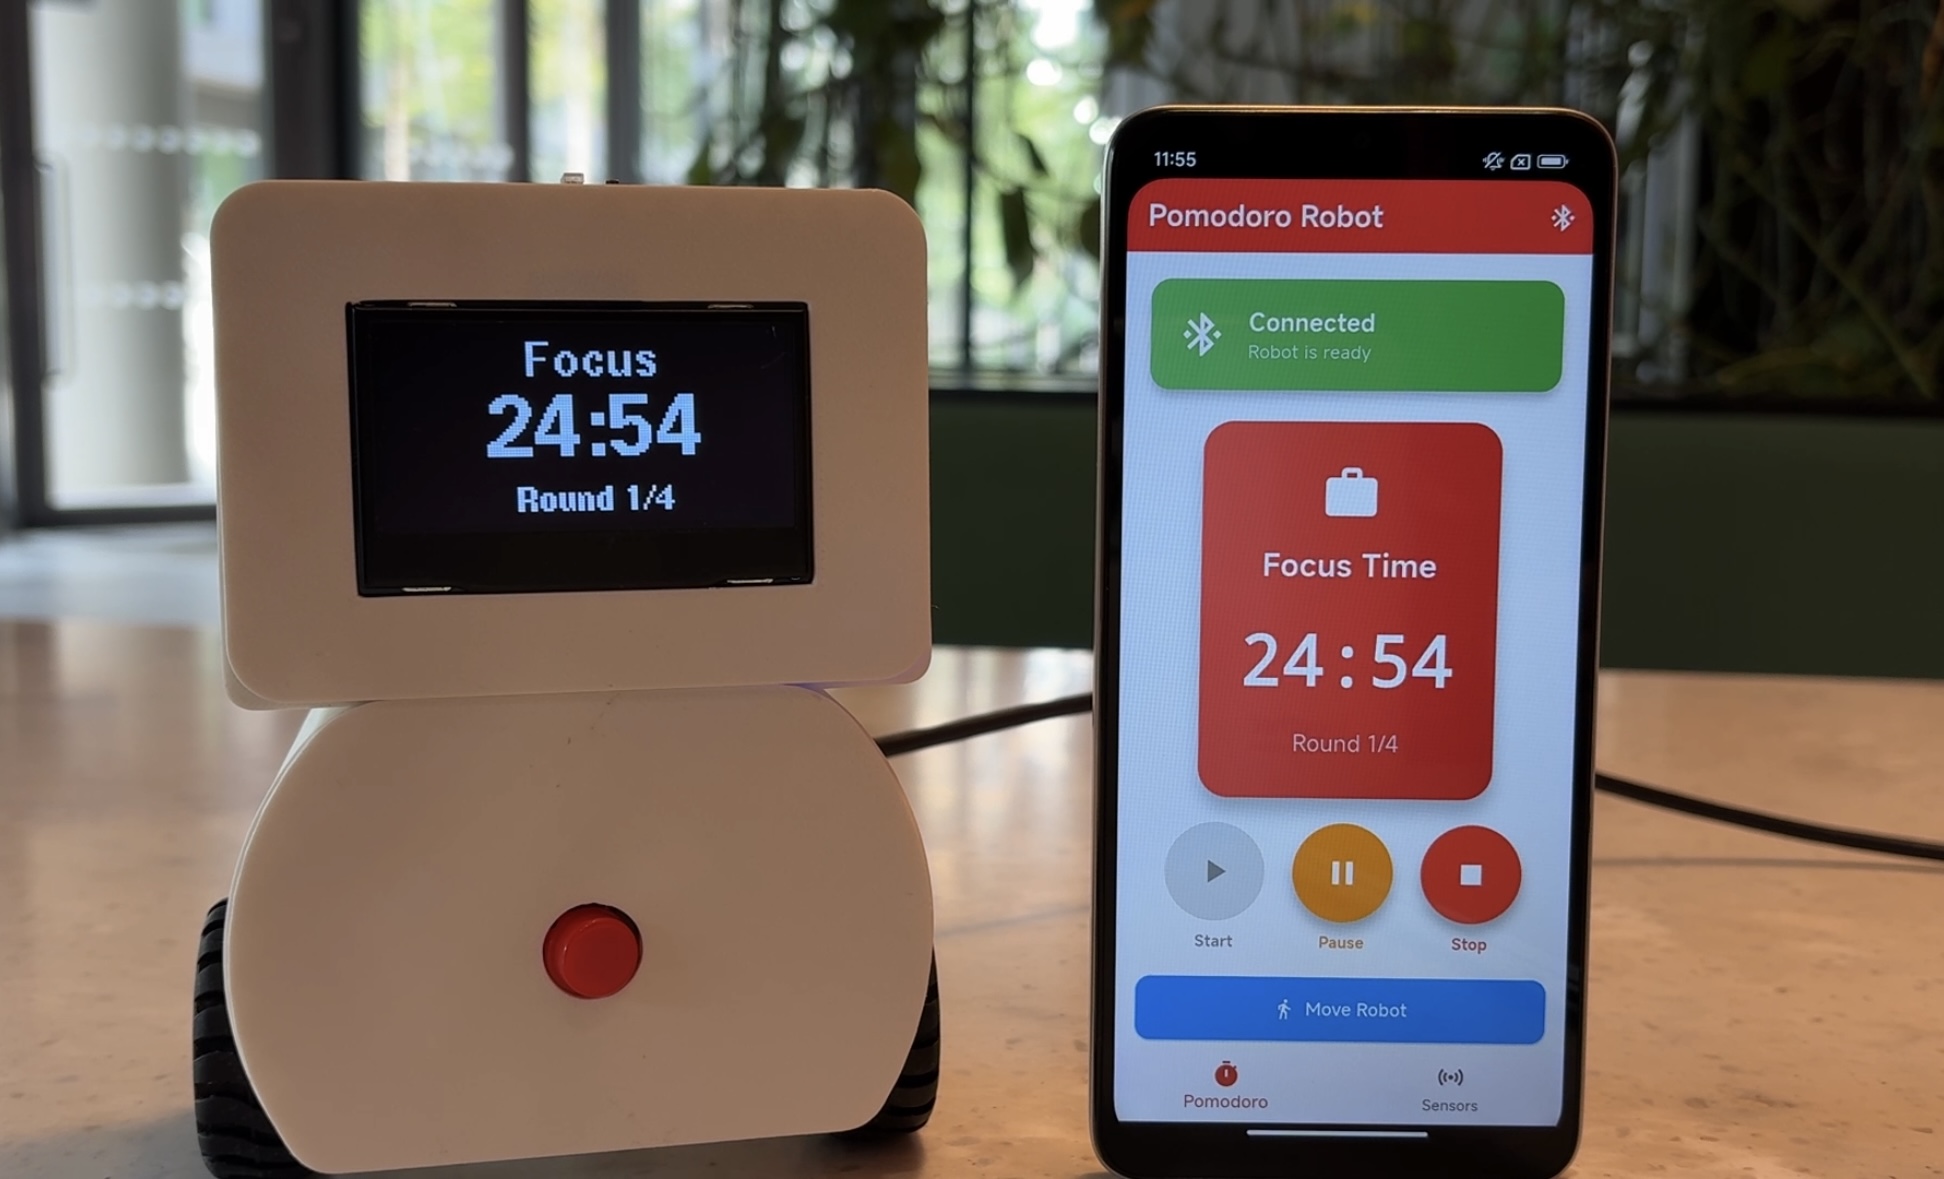 Focus
24:54
Round 1/4
11:55
Pomodoro Robot
Connected
Robot is ready
Focus Time
24:54
Round 1/4
Start
Pause
Stop
Move Robot
Pomodoro
Sensors